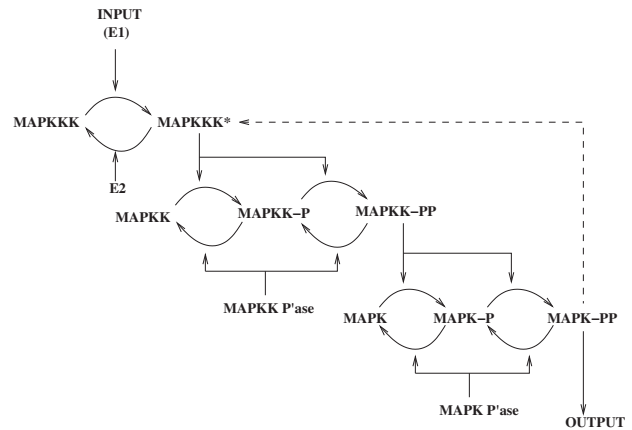 INPUT
(E1)
MAPKKK
MAPKKK*
E2
MAPKK
MAPKK–P
MAPKK–PP
MAPKK P'ase
MAPK
MAPK–P
MAPK–PP
MAPK P'ase
OUTPUT